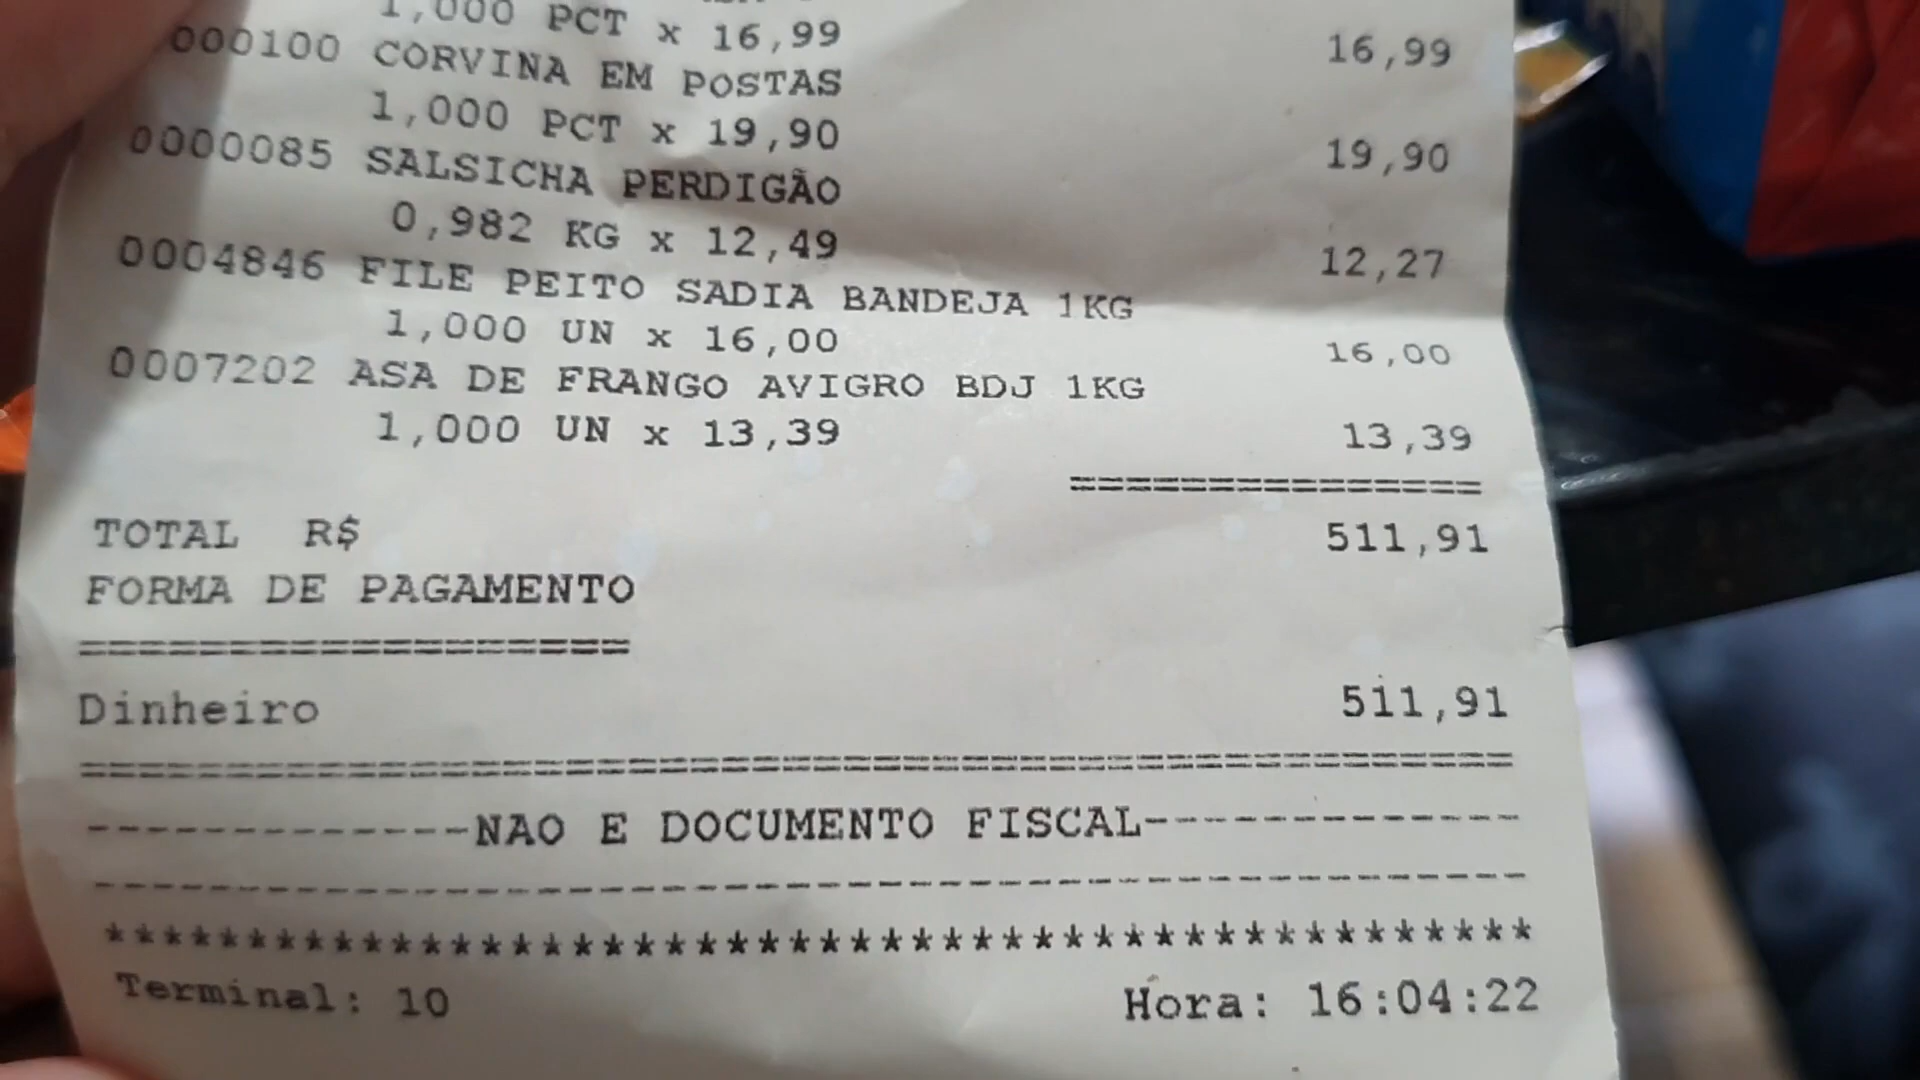 1,000 PCT x 16,99 16,99
000100 CORVINA EM POSTAS
1,000 PCT x 19,90 19,90
0000085 SALSICHA PERDIGÃO
0,982 KG x 12,49 12,27
0004846 FILE PEITO SADIA BANDEJA 1KG
1,000 UN x 16,00 16,00
0007202 ASA DE FRANGO AVIGRO BDJ 1KG
1,000 UN x 13,39 13,39
===============
TOTAL R$ 511,91
FORMA DE PAGAMENTO
===================
Dinheiro 511,91
================================================
-------------NAO E DOCUMENTO FISCAL-------------
------------------------------------------------
************************************************
Terminal: 10 Hora: 16:04:22